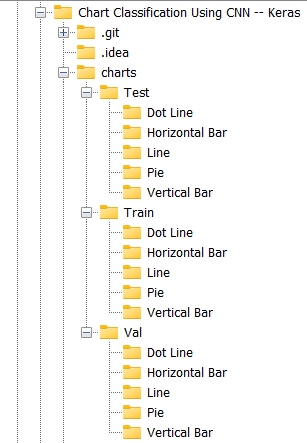 Chart Classification Using CNN -- Keras
.git
.idea
charts
Test
Dot Line
Horizontal Bar
Line
Pie
Vertical Bar
Train
Dot Line
Horizontal Bar
Line
Pie
Vertical Bar
Val
Dot Line
Horizontal Bar
Line
Pie
Vertical Bar